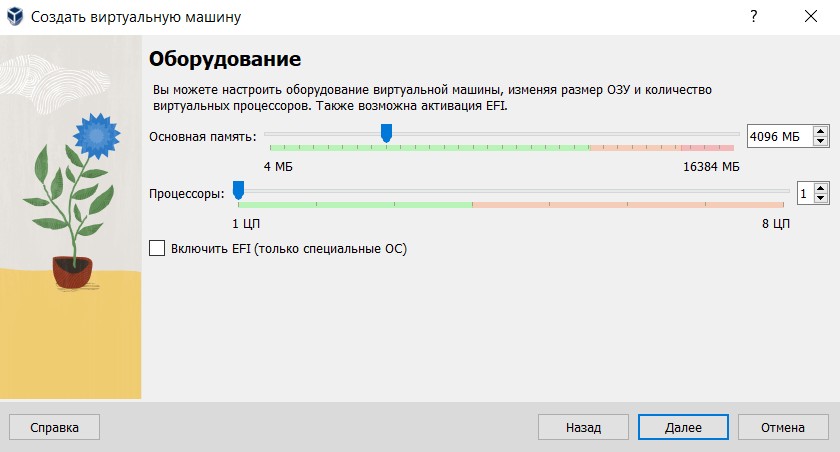 Создать виртуальную машину
Оборудование
Вы можете настроить оборудование виртуальной машины, изменяя размер ОЗУ и количество
виртуальных процессоров. Также возможна активация EFI.
Основная память:
4096 МБ
4 МБ
16384 МБ
Процессоры:
1
1 ЦП
8 ЦП
Включить EFI (только специальные ОС)
Справка
Назад
Далее
Отмена